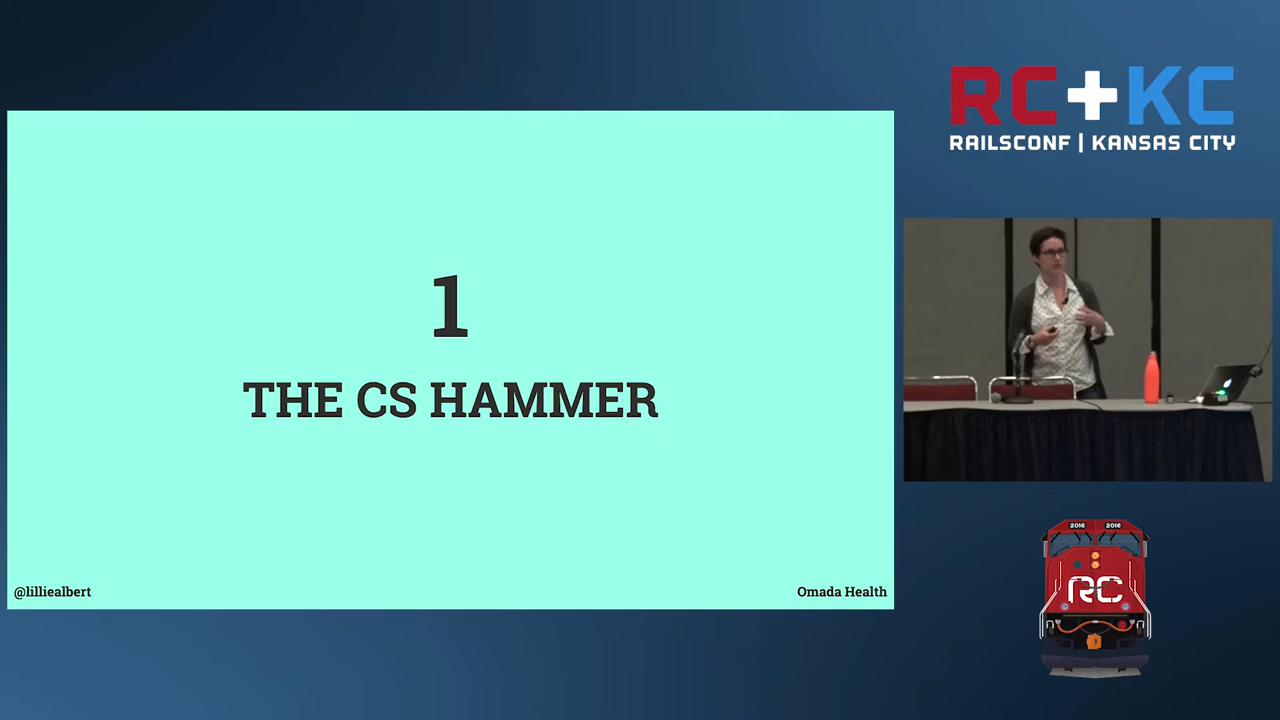 1
THE CS HAMMER
@lilliealbert
Omada Health
RC+KC
RAILSCONF | KANSAS CITY
2016 2016
RC